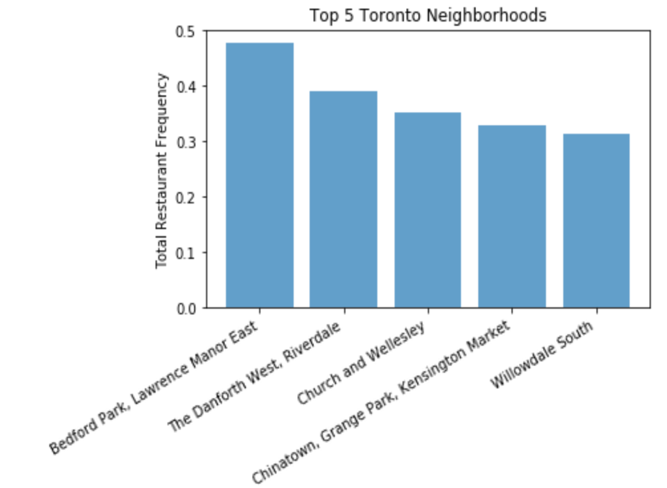 Top 5 Toronto Neighborhoods
Total Restaurant Frequency
0.5
0.4
0.3
0.2
0.1
0.0
Bedford Park, Lawrence Manor East
The Danforth West, Riverdale
Church and Wellesley
Chinatown, Grange Park, Kensington Market
Willowdale South